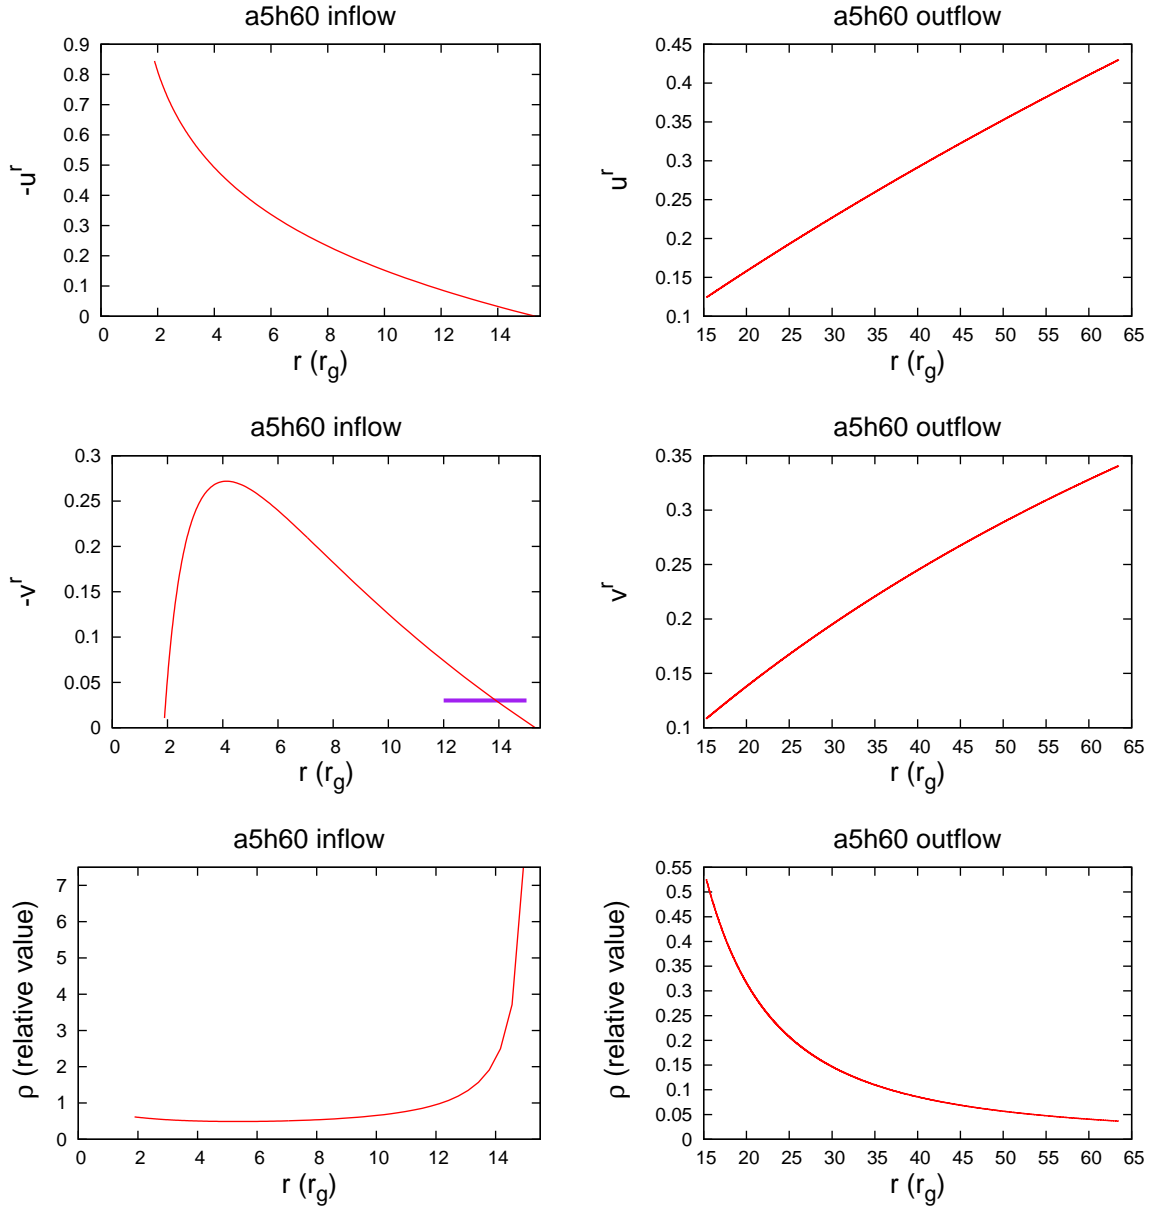 a5h60 inflow
0.9
0.8
0.7
0.6
0.5
0.4
0.3
0.2
0.1
0
-u^r
0 2 4 6 8 10 12 14
r (r_g)
a5h60 outflow
0.45
0.4
0.35
0.3
0.25
0.2
0.15
0.1
u^r
15 20 25 30 35 40 45 50 55 60 65
r (r_g)
a5h60 inflow
0.3
0.25
0.2
0.15
0.1
0.05
0
-v^r
0 2 4 6 8 10 12 14
r (r_g)
a5h60 outflow
0.35
0.3
0.25
0.2
0.15
0.1
v^r
15 20 25 30 35 40 45 50 55 60 65
r (r_g)
a5h60 inflow
7
6
5
4
3
2
1
0
ρ (relative value)
0 2 4 6 8 10 12 14
r (r_g)
a5h60 outflow
0.55
0.5
0.45
0.4
0.35
0.3
0.25
0.2
0.15
0.1
0.05
0
ρ (relative value)
15 20 25 30 35 40 45 50 55 60 65
r (r_g)